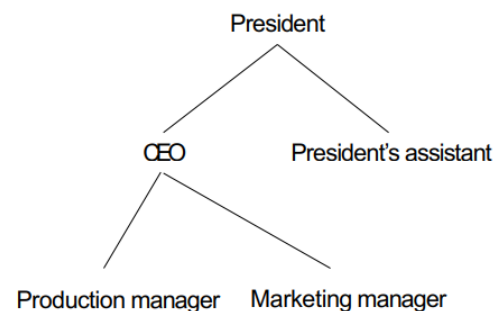 President
CEO President's assistant
Production manager Marketing manager